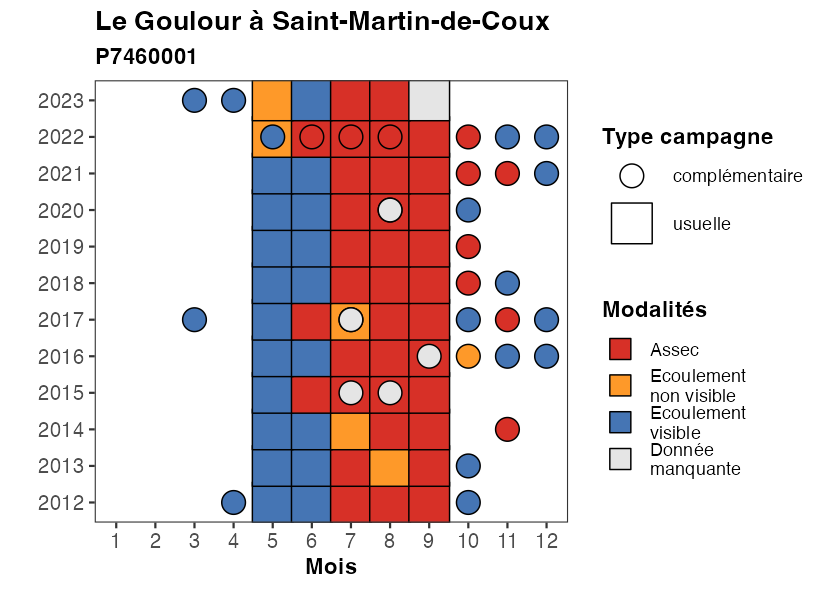 Le Goulour à Saint-Martin-de-Coux
P7460001
2023
2022
2021
2020
2019
2018
2017
2016
2015
2014
2013
2012
1 2 3 4 5 6 7 8 9 10 11 12
Mois
Type campagne
complémentaire
usuelle
Modalités
Assec
Ecoulement
non visible
Ecoulement
visible
Donnée
manquante